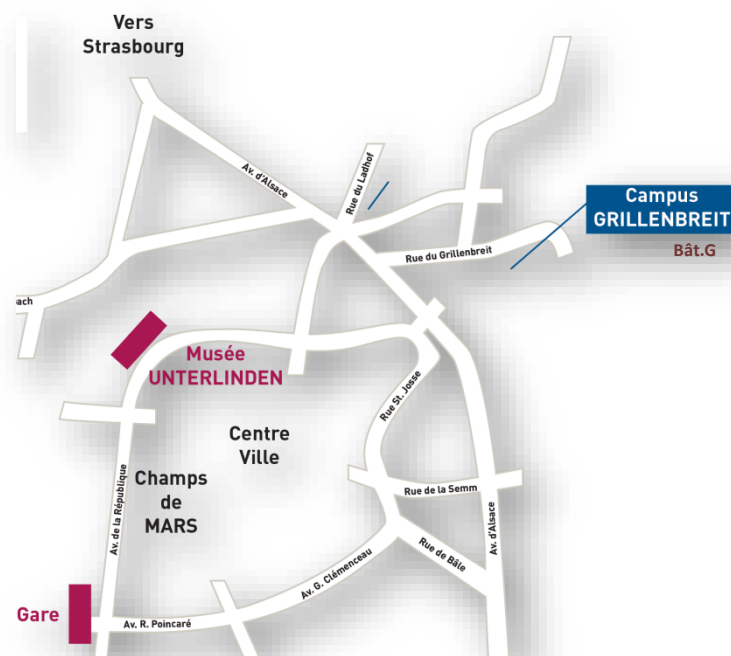 Vers
Strasbourg
Av. d'Alsace
Rue du Ladhof
Campus
GRILLENBREIT
Bât.G
Rue du Grillenbreit
bach
Musée
UNTERLINDEN
Rue St. Josse
Centre
Ville
Champs
de
MARS
Av. de la République
Rue de la Semm
Av. d'Alsace
Rue de Bâle
Av. G. Clémenceau
Gare
Av. R. Poincaré